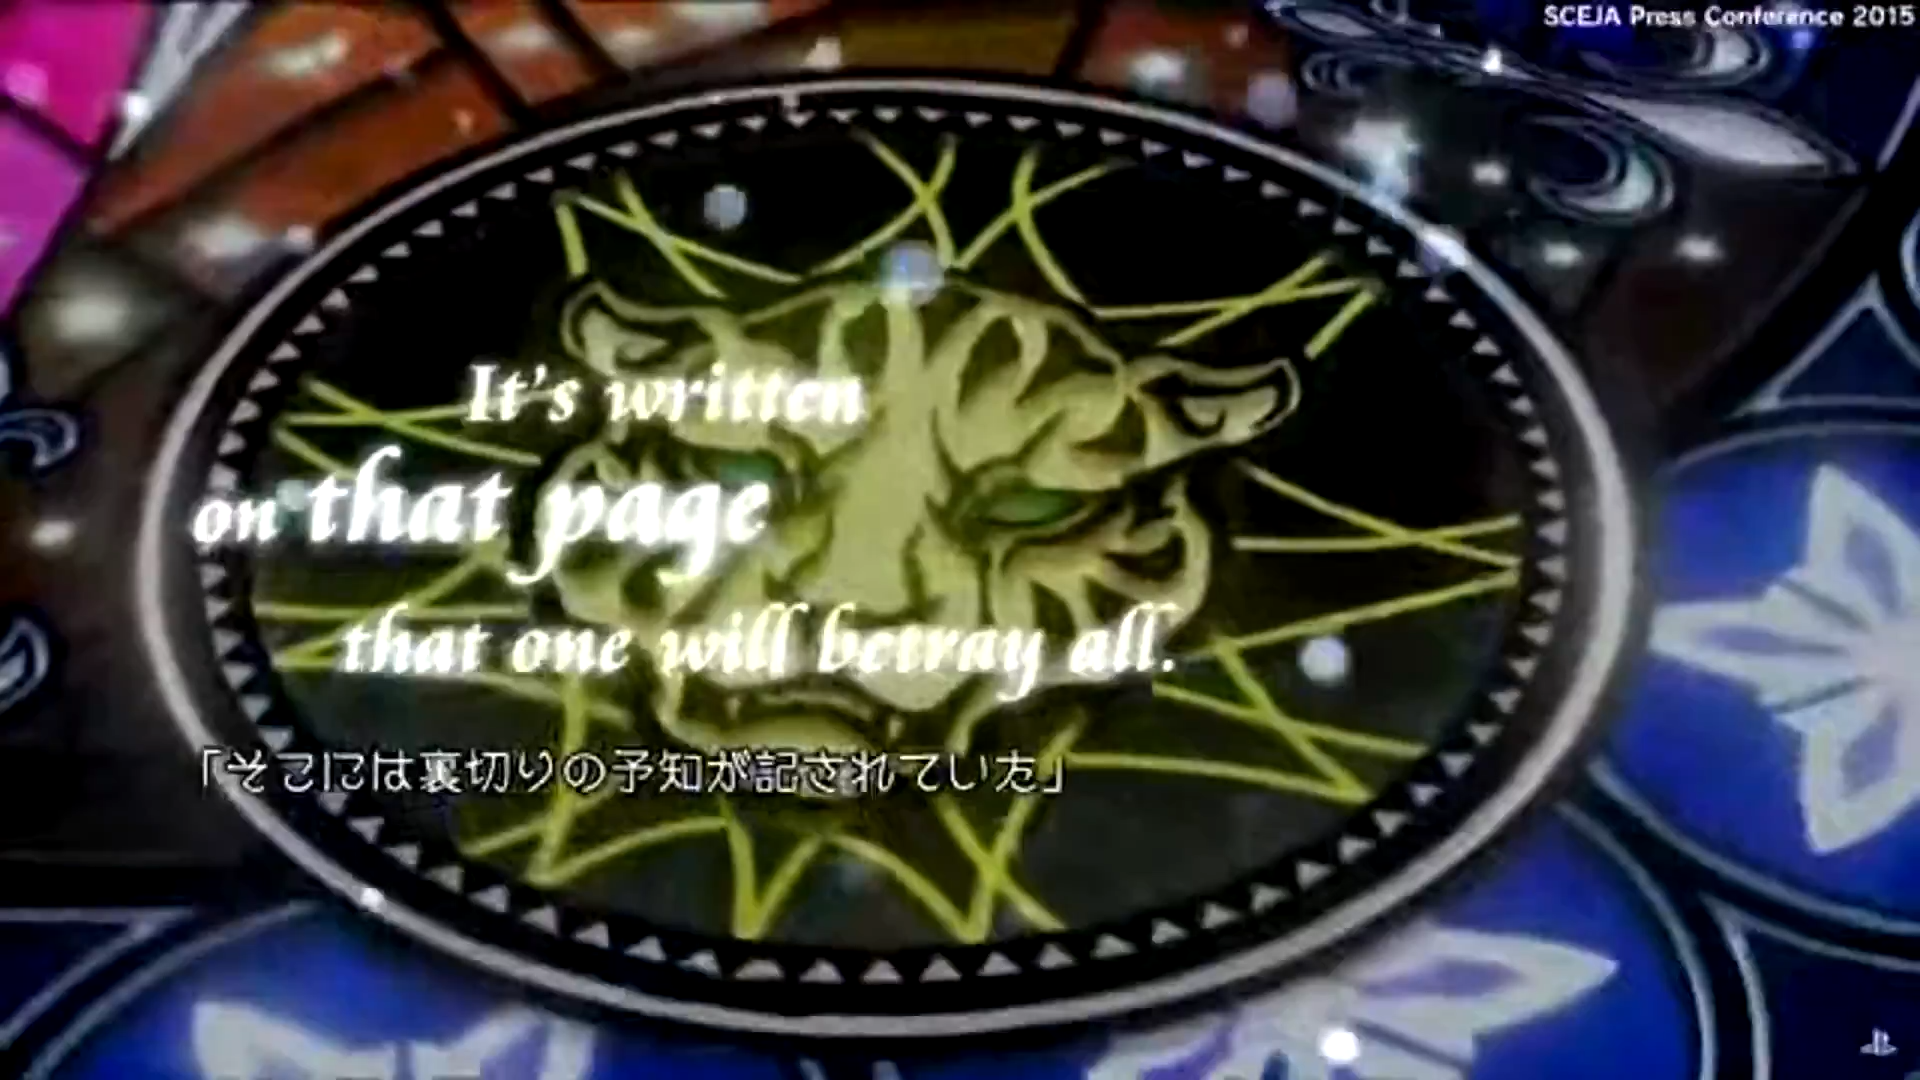 SCEJA Press Conference 2015
It's written
on that page
that one will betray all.
「そこには裏切りの予知が記されていた」